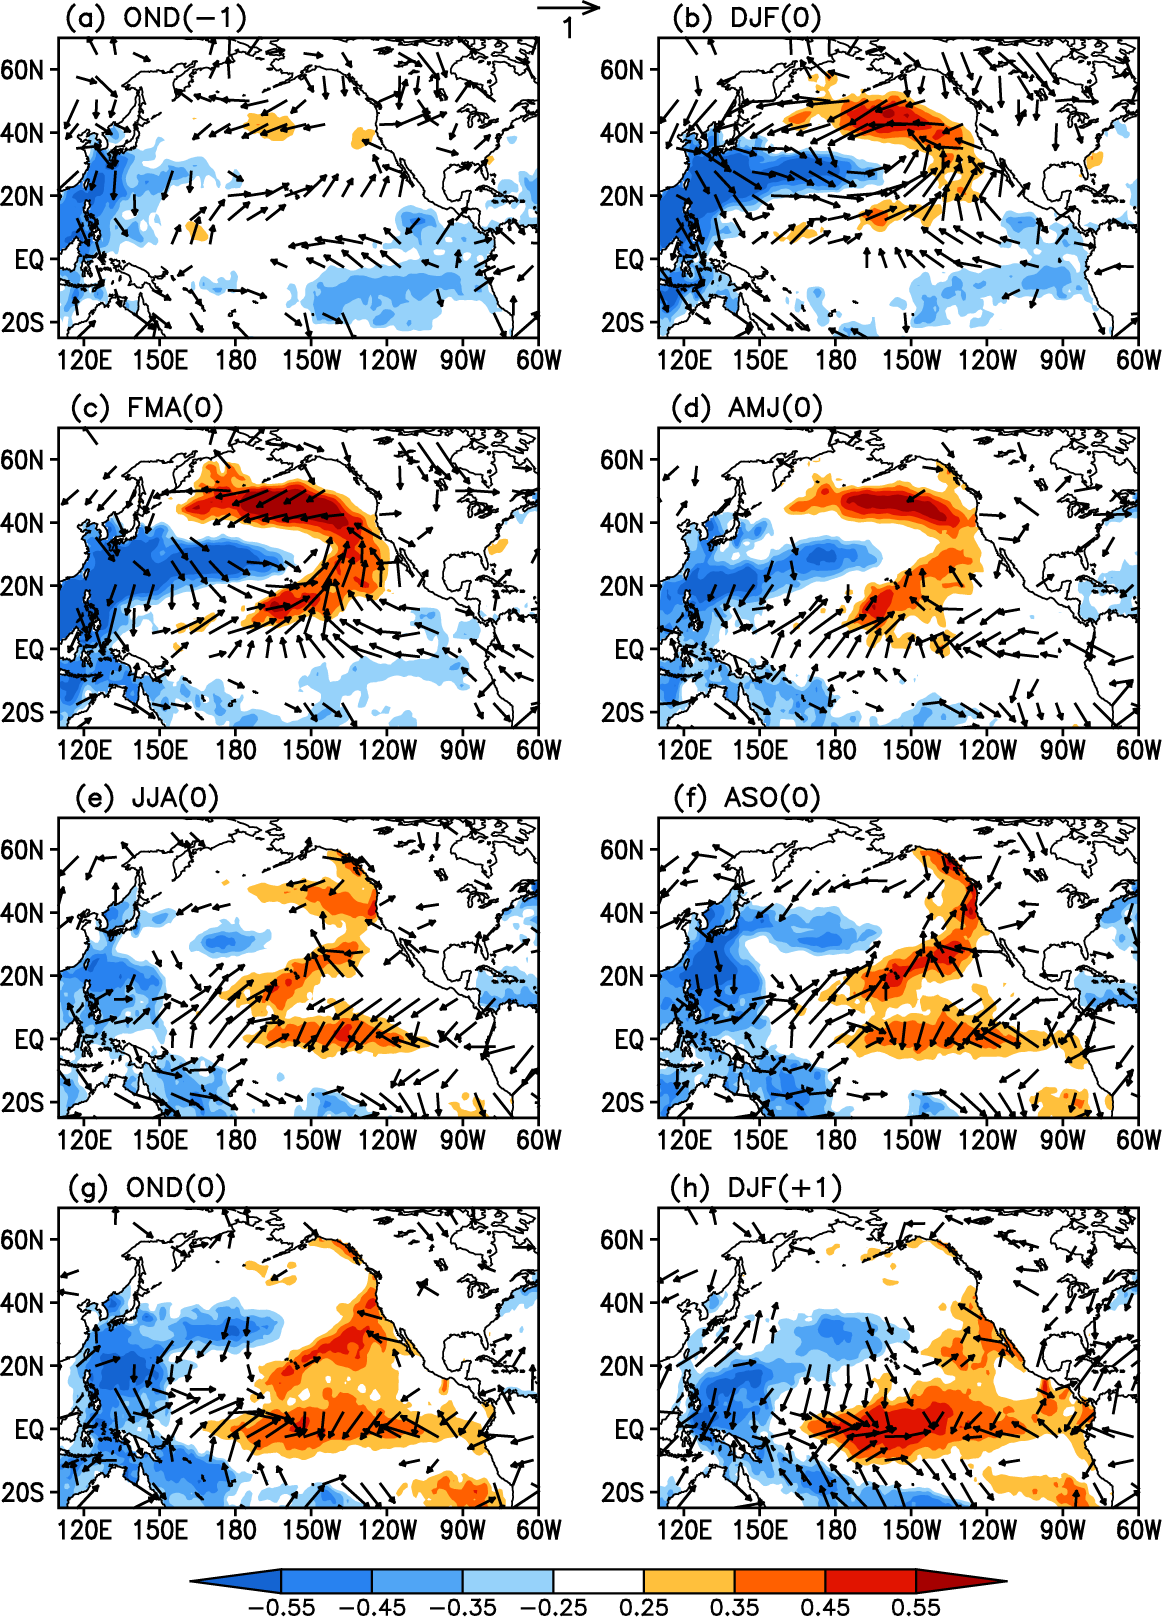 (a) OND(−1)
1
(b) DJF(0)
60N
40N
20N
EQ
20S
120E 150E 180 150W 120W 90W 60W
60N
40N
20N
EQ
20S
120E 150E 180 150W 120W 90W 60W
(c) FMA(0)
(d) AMJ(0)
60N
40N
20N
EQ
20S
120E 150E 180 150W 120W 90W 60W
60N
40N
20N
EQ
20S
120E 150E 180 150W 120W 90W 60W
(e) JJA(0)
(f) ASO(0)
60N
40N
20N
EQ
20S
120E 150E 180 150W 120W 90W 60W
60N
40N
20N
EQ
20S
120E 150E 180 150W 120W 90W 60W
(g) OND(0)
(h) DJF(+1)
60N
40N
20N
EQ
20S
120E 150E 180 150W 120W 90W 60W
60N
40N
20N
EQ
20S
120E 150E 180 150W 120W 90W 60W
−0.55 −0.45 −0.35 −0.25 0.25 0.35 0.45 0.55